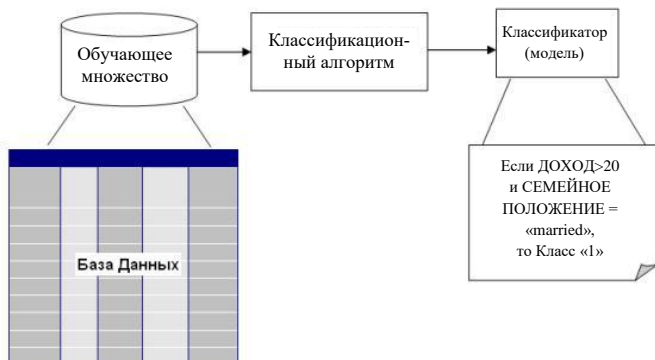 Обучающее
множество
Классификацион-
ный алгоритм
Классификатор
(модель)
База Данных
Если ДОХОД>20
и СЕМЕЙНОЕ
ПОЛОЖЕНИЕ =
«married»,
то Класс «1»